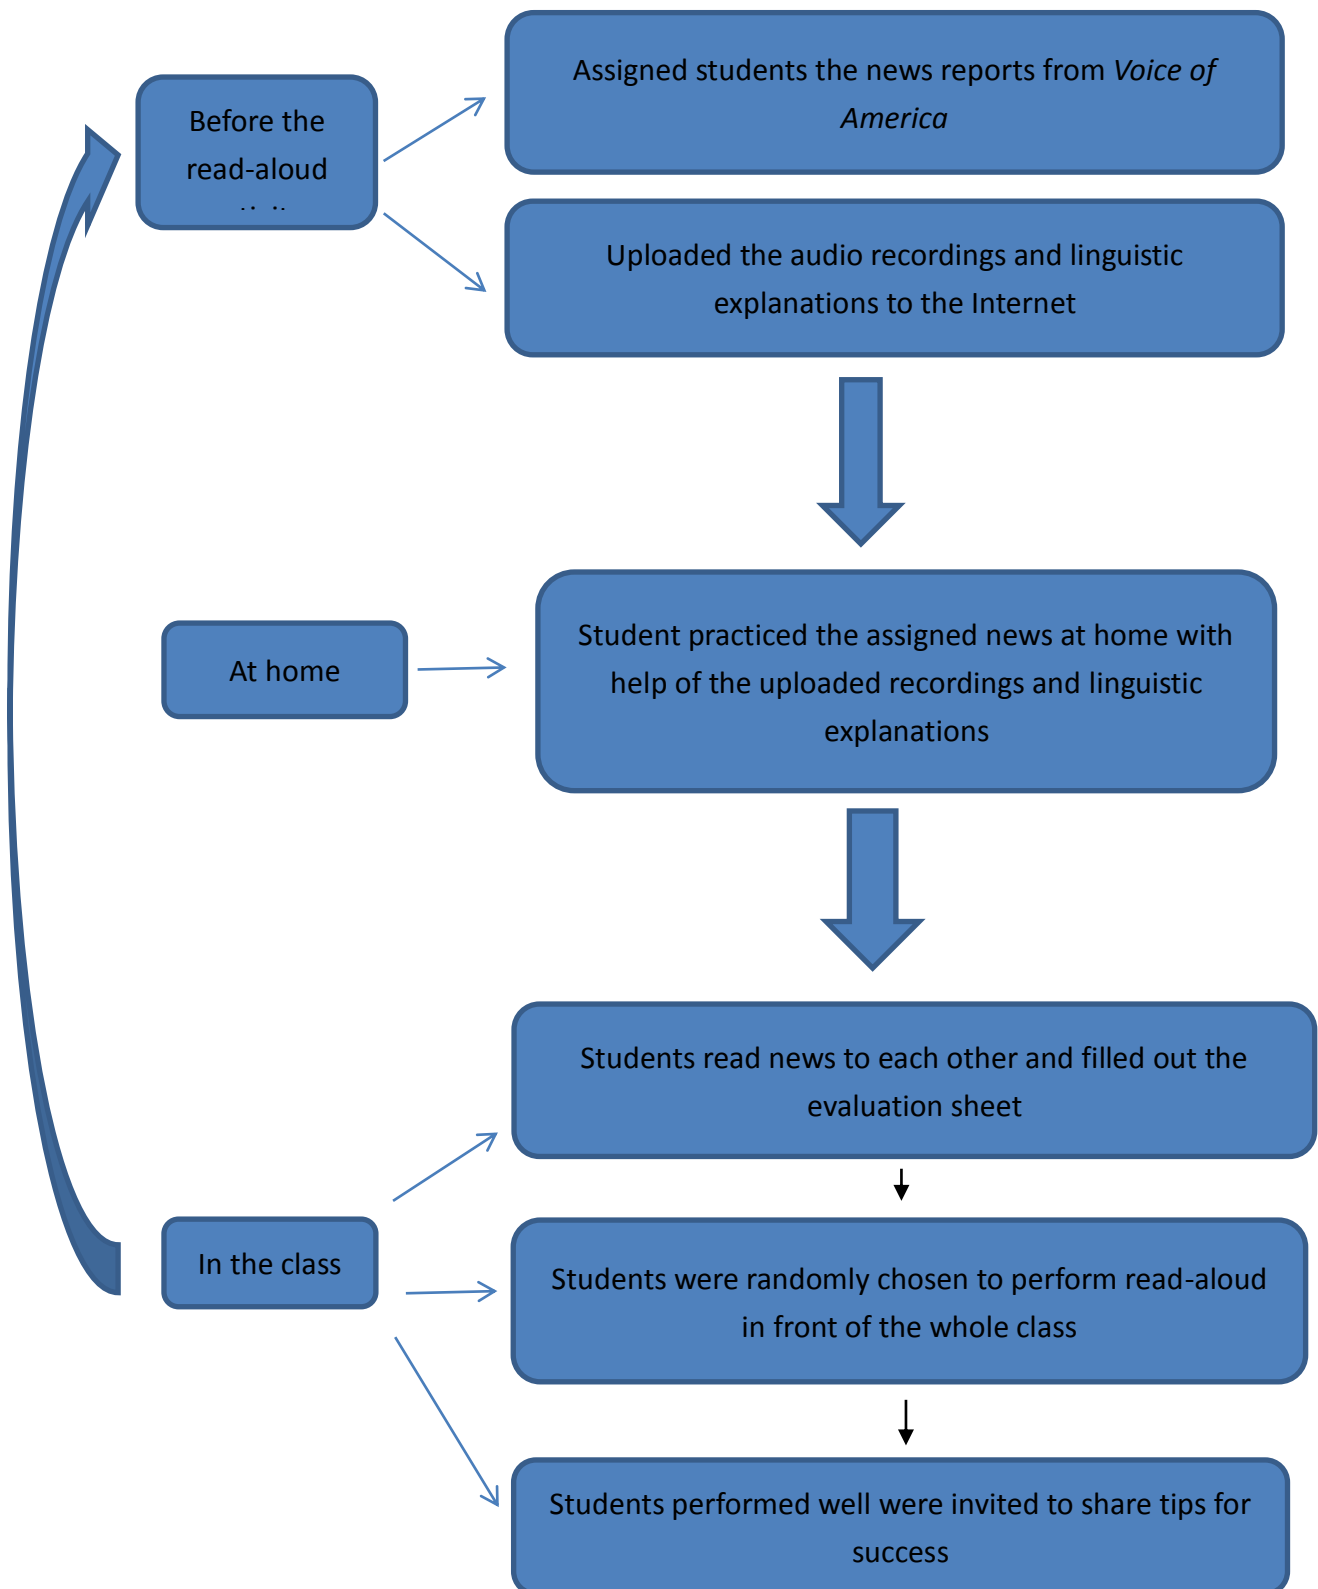 Before the
read-aloud
Assigned students the news reports from Voice of
America
Uploaded the audio recordings and linguistic
explanations to the Internet
At home
Student practiced the assigned news at home with
help of the uploaded recordings and linguistic
explanations
In the class
Students read news to each other and filled out the
evaluation sheet
Students were randomly chosen to perform read-aloud
in front of the whole class
Students performed well were invited to share tips for
success